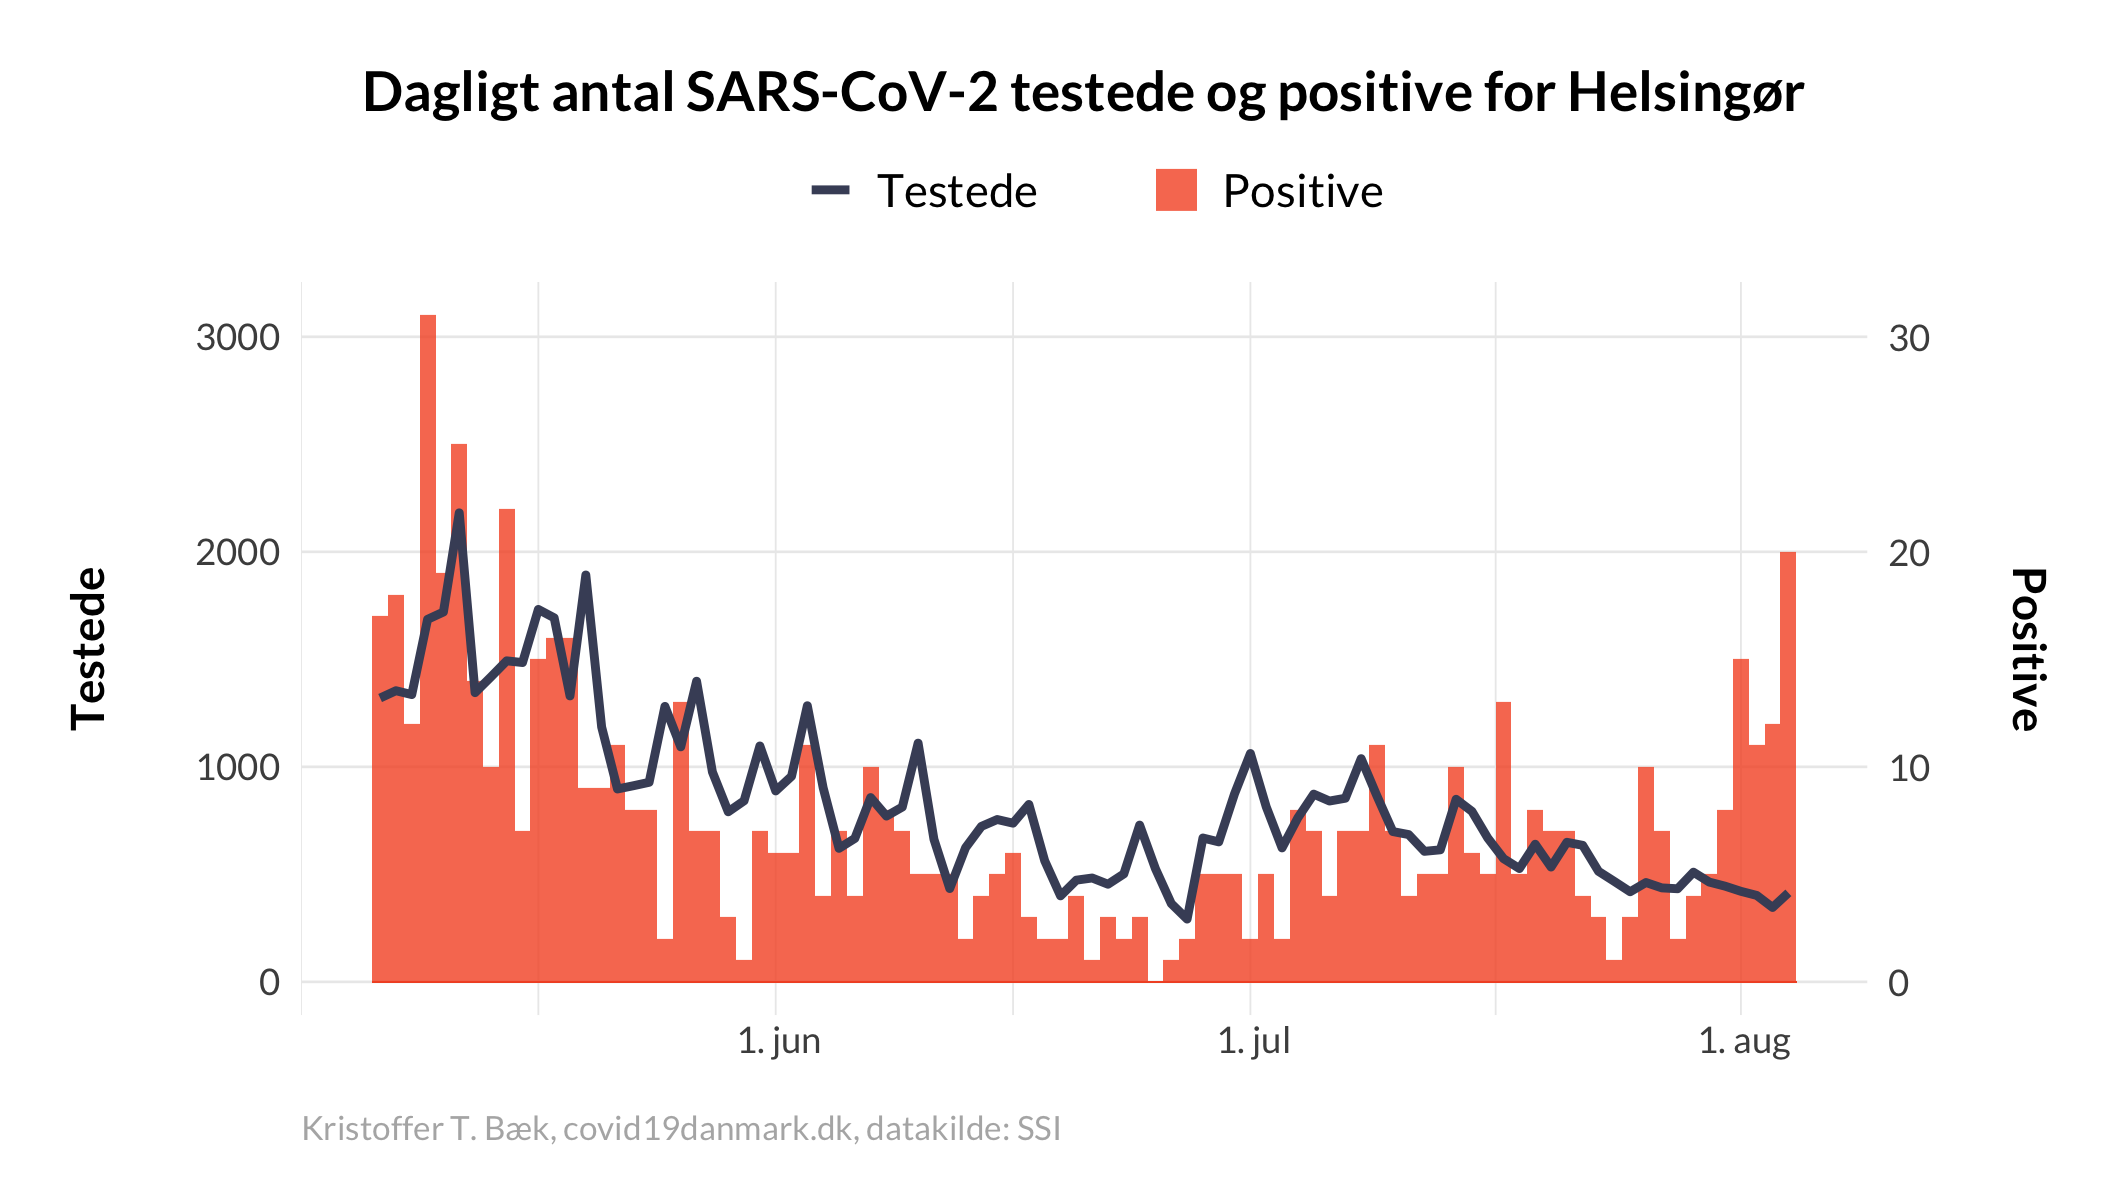 Dagligt antal SARS-CoV-2 testede og positive for Helsingør
Testede
Positive
3000
2000
1000
0
30
20
10
0
Testede
Positive
1. jun
1. jul
1. aug
Kristoffer T. Bæk, covid19danmark.dk, datakilde: SSI